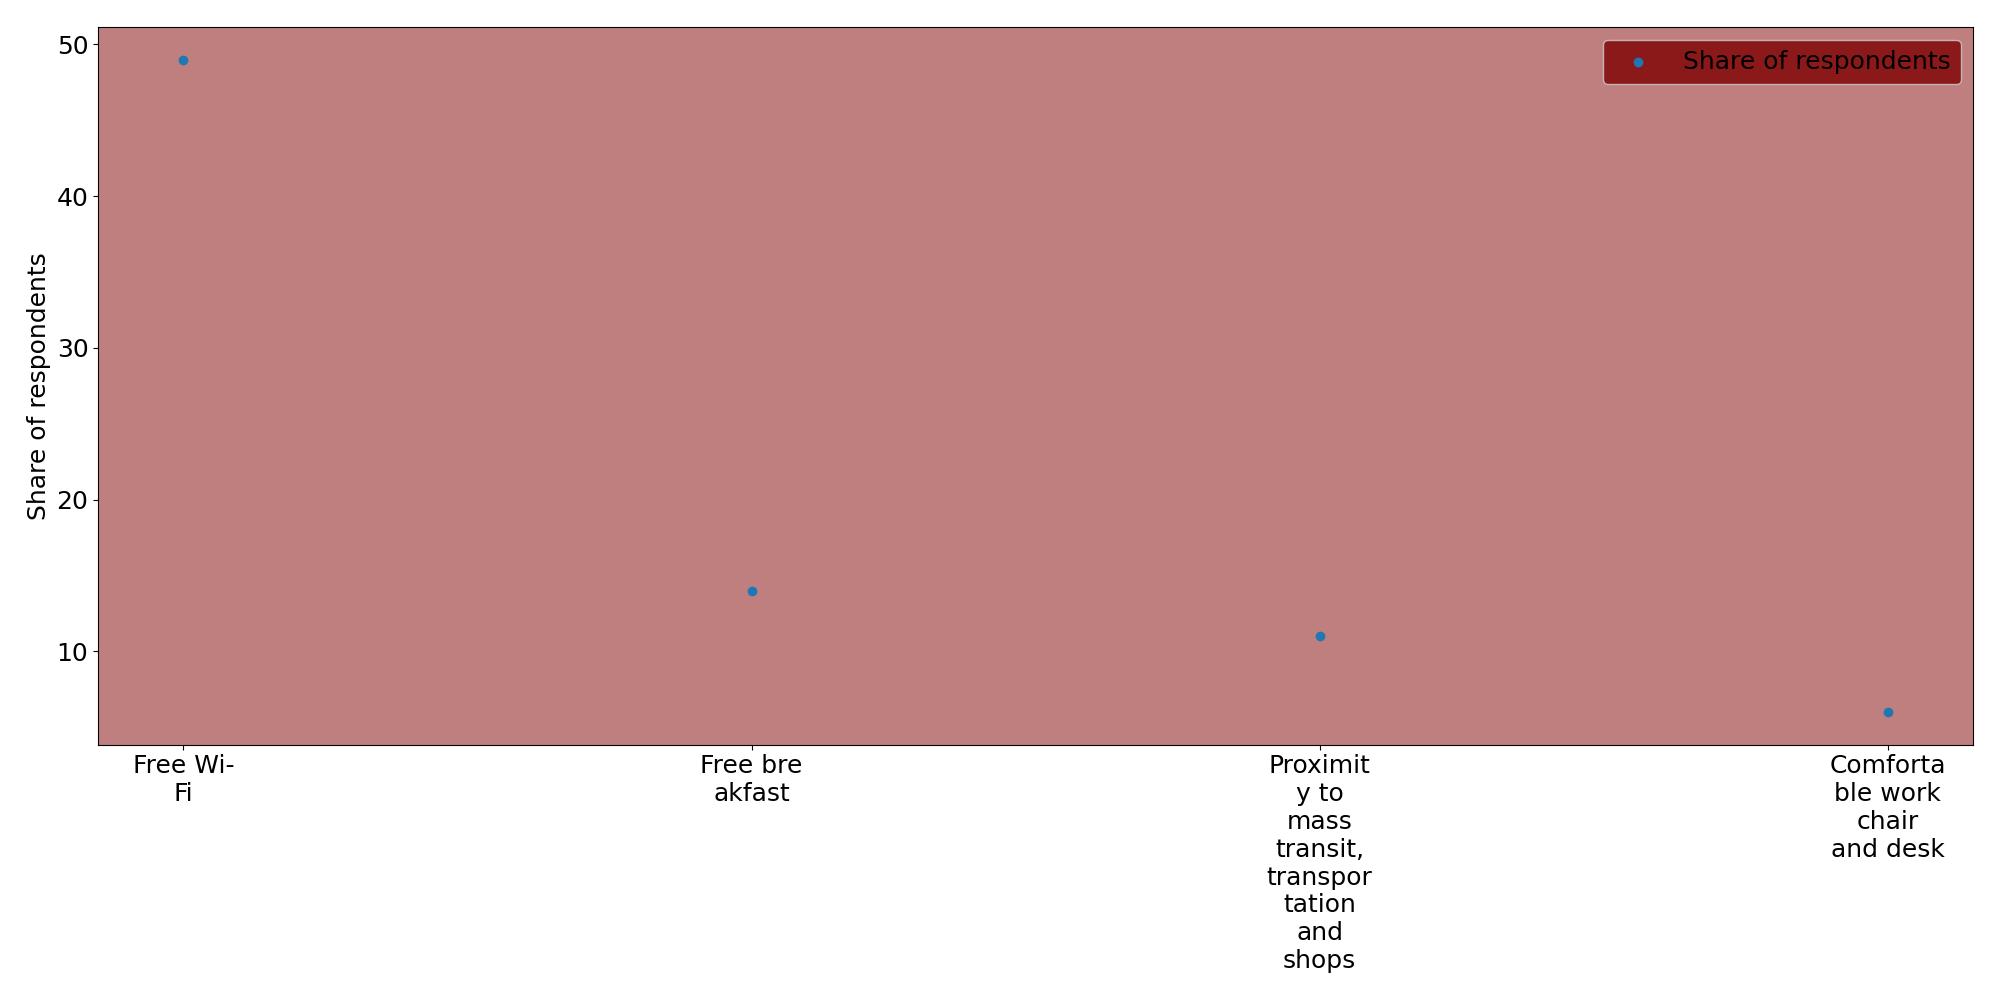 50
40
30
20
10
Share of respondents
Share of respondents
Free Wi-
Fi
Free bre
akfast
Proximit
y to
mass
transit,
transpor
tation
and
shops
Comforta
ble work
chair
and desk